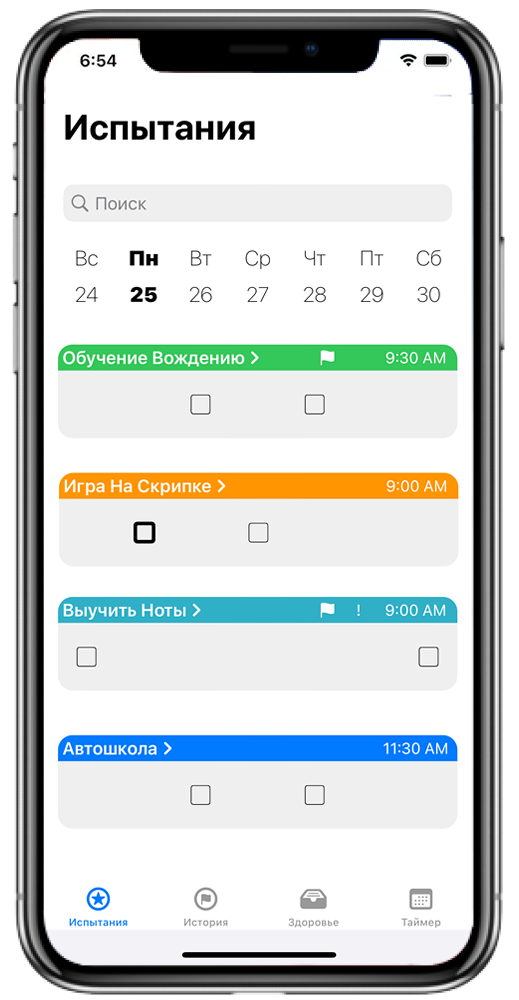 6:54
Испытания
Поиск
Вс Пн Вт Ср Чт Пт Сб
24 25 26 27 28 29 30
Обучение Вождению 9:30 AM
Игра На Скрипке 9:00 AM
Выучить Ноты ! 9:00 AM
Автошкола 11:30 AM
Испытания История Здоровье Таймер